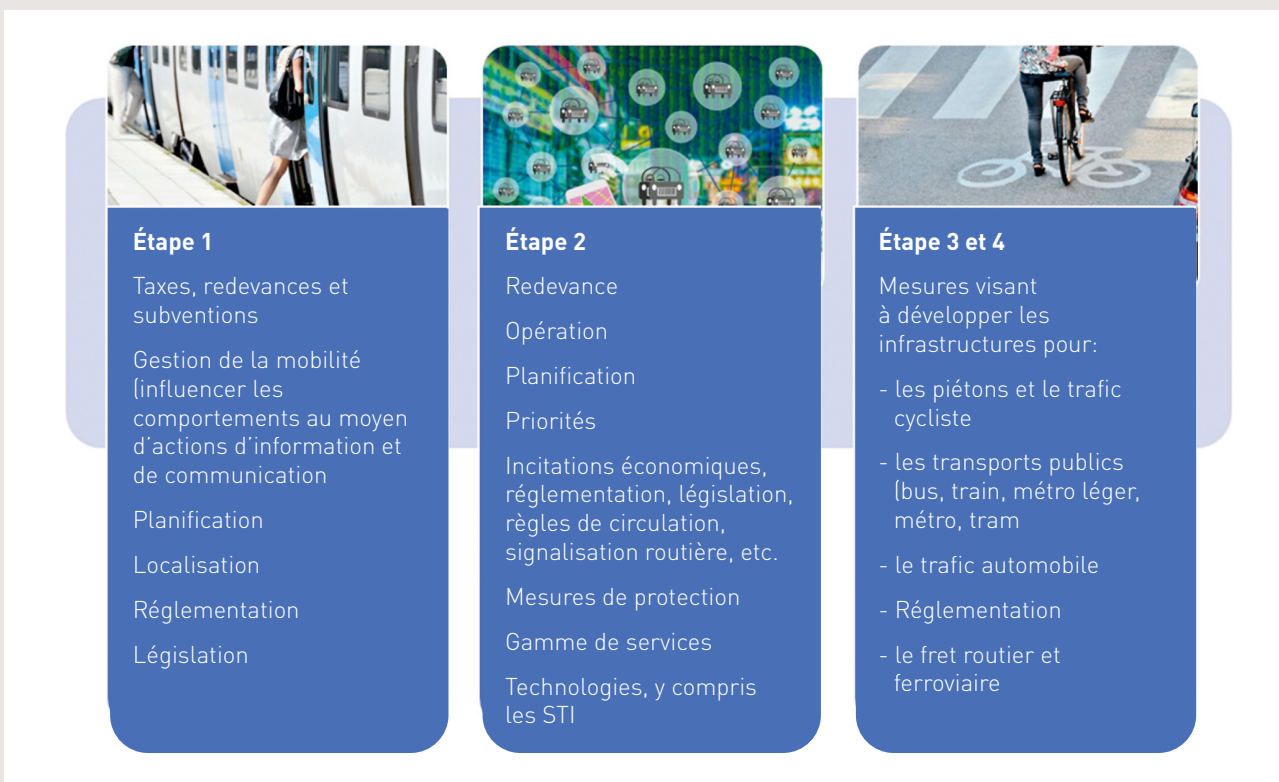 Étape 1
Taxes, redevances et
subventions
Gestion de la mobilité
(influencer les
comportements au moyen
d'actions d'information et
de communication
Planification
Localisation
Réglementation
Législation
Étape 2
Redevance
Opération
Planification
Priorités
Incitations économiques,
réglementation, législation,
règles de circulation,
signalisation routière, etc.
Mesures de protection
Gamme de services
Technologies, y compris
les STI
Étape 3 et 4
Mesures visant
à développer les
infrastructures pour:
- les piétons et le trafic
cycliste
- les transports publics
(bus, train, métro léger,
métro, tram
- le trafic automobile
- Réglementation
- le fret routier et
ferroviaire